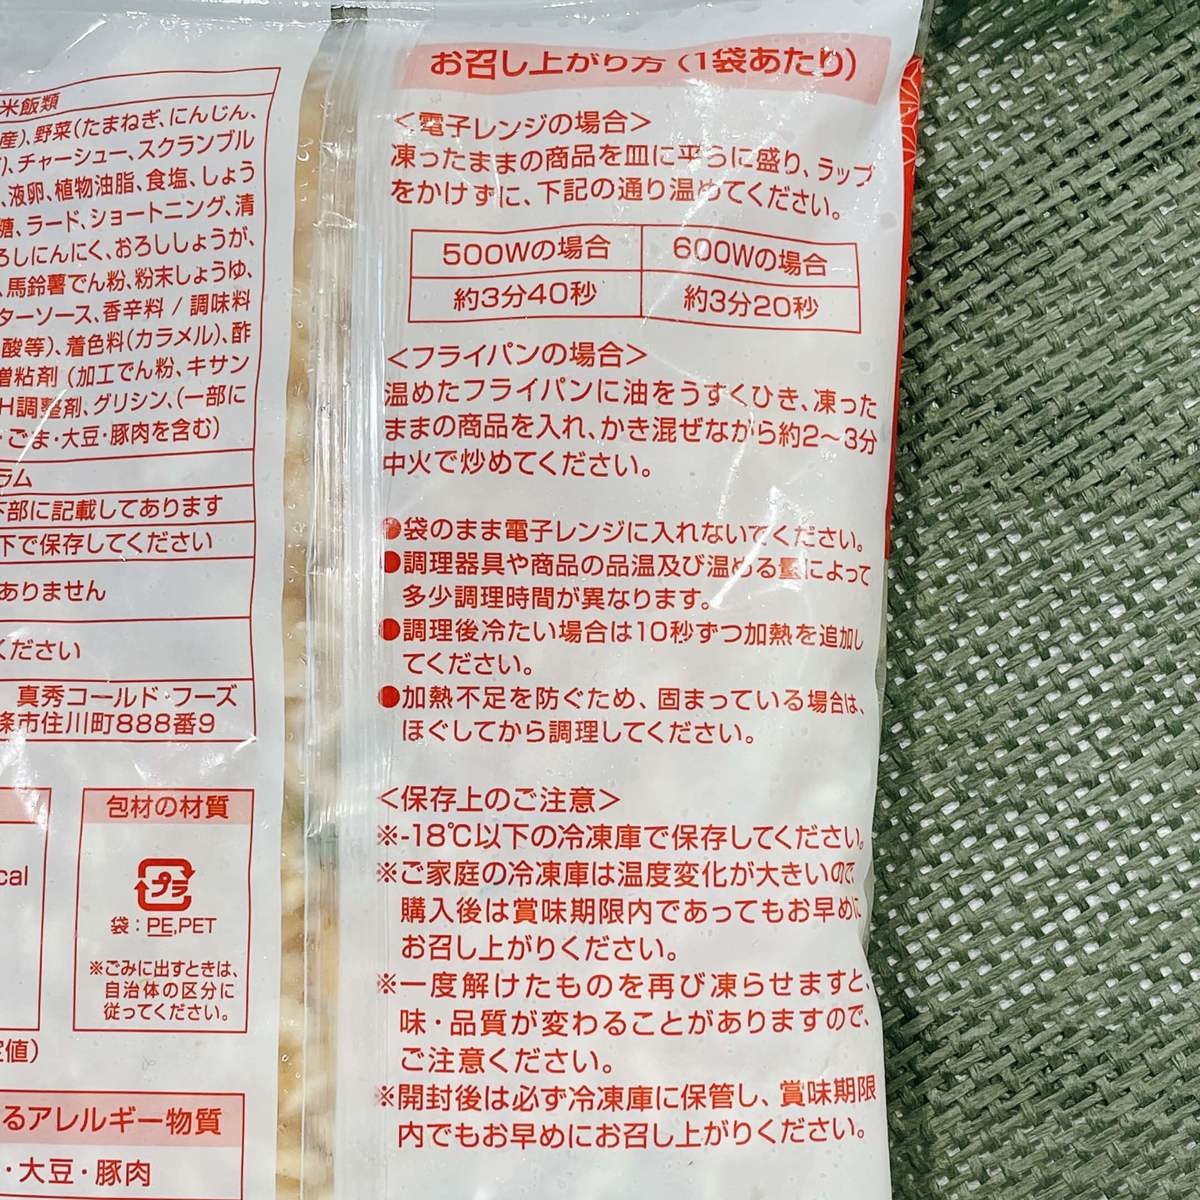 米飯類
産)、野菜(たまねぎ、にんじん、
)、チャーシュー、スクランブル
、液卵、植物油脂、食塩、しょう
糖、ラード、ショートニング、清
ろしにんにく、おろししょうが、
、馬鈴薯でん粉、粉末しょうゆ、
ターソース、香辛料 / 調味料
酸等)、着色料(カラメル)、酢
増粘剤 (加工でん粉、キサン
H調整剤、グリシン、(一部に
・ごま・大豆・豚肉を含む)
ラム
下部に記載してあります
下で保存してください
ありません
ください
真秀コールド・フーズ
条市住川町888番9
包材の材質
プラ
袋：PE,PET
※ごみに出すときは、
自治体の区分に
従ってください。
cal
定値)
るアレルギー物質
・大豆・豚肉
お召し上がり方 (1袋あたり)
＜電子レンジの場合＞
凍ったままの商品を皿に平らに盛り、ラップ
をかけずに、下記の通り温めてください。
500Wの場合 600Wの場合
約3分40秒 約3分20秒
＜フライパンの場合＞
温めたフライパンに油をうすくひき、凍った
ままの商品を入れ、かき混ぜながら約2〜3分
中火で炒めてください。
●袋のまま電子レンジに入れないでください。
●調理器具や商品の品温及び温める量によって
多少調理時間が異なります。
●調理後冷たい場合は10秒ずつ加熱を追加し
てください。
●加熱不足を防ぐため、固まっている場合は、
ほぐしてから調理してください。
＜保存上のご注意＞
※-18℃以下の冷凍庫で保存してください。
※ご家庭の冷凍庫は温度変化が大きいので
購入後は賞味期限内であってもお早めに
お召し上がりください。
※一度解けたものを再び凍らせますと、
味・品質が変わることがありますので、
ご注意ください。
※開封後は必ず冷凍庫に保管し、賞味期限
内でもお早めにお召し上がりください。